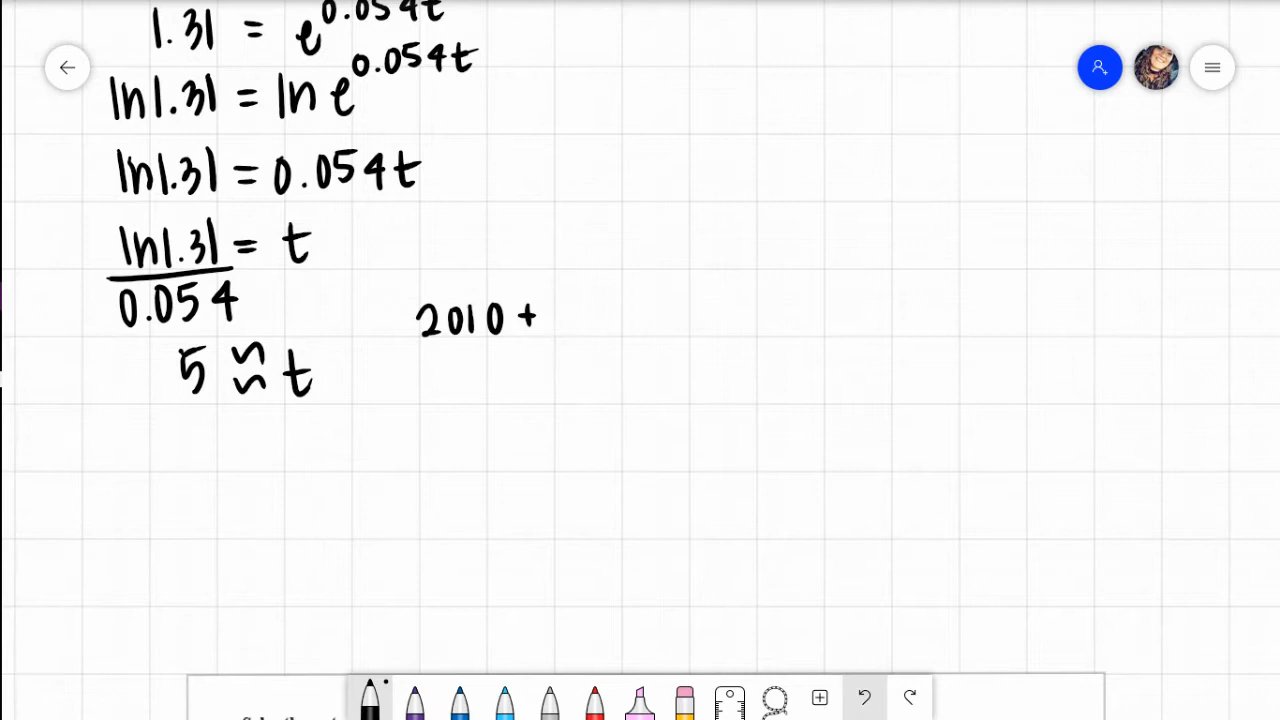 1.31 = e^0.054t
ln1.31 = ln e^0.054t
ln1.31 = 0.054t
ln1.31 = t
0.054
2010 +
5 ≈ t